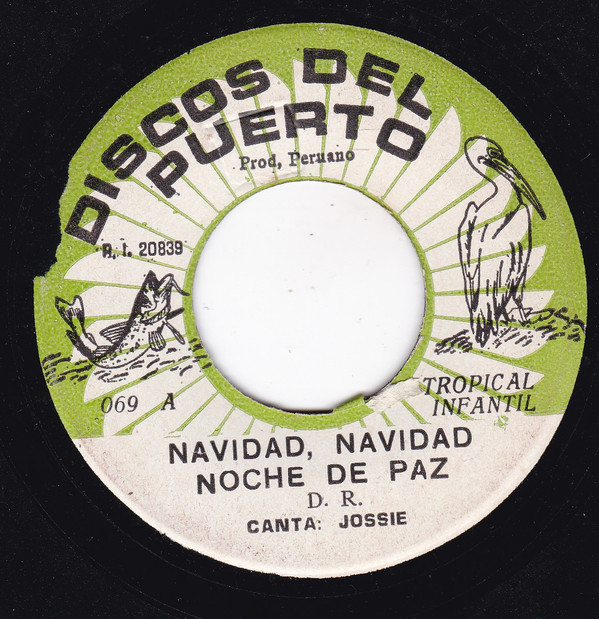 DISCOS DEL
PUERTO
Prod, Peruano
R. I. 20839
069 A
TROPICAL
INFANTIL
NAVIDAD, NAVIDAD
NOCHE DE PAZ
D. R.
CANTA: JOSSIE